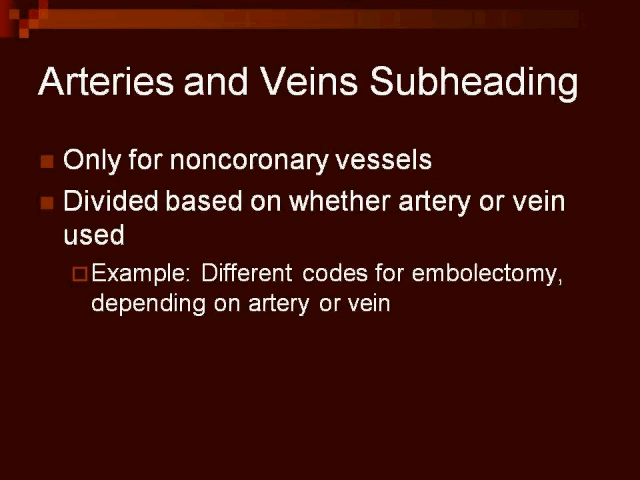 Arteries and Veins Subheading
Only for noncoronary vessels
Divided based on whether artery or vein
used
Example: Different codes for embolectomy,
depending on artery or vein